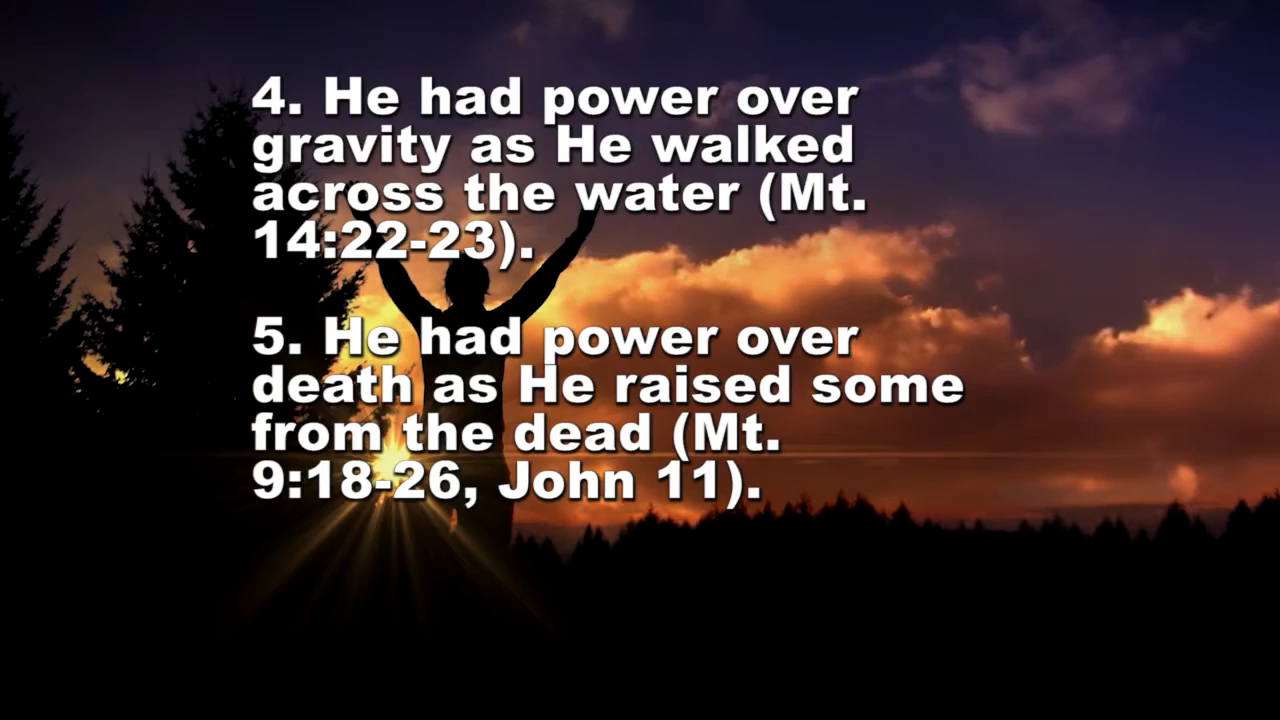 4. He had power over
gravity as He walked
across the water (Mt.
14:22-23).
5. He had power over
death as He raised some
from the dead (Mt.
9:18-26, John 11).